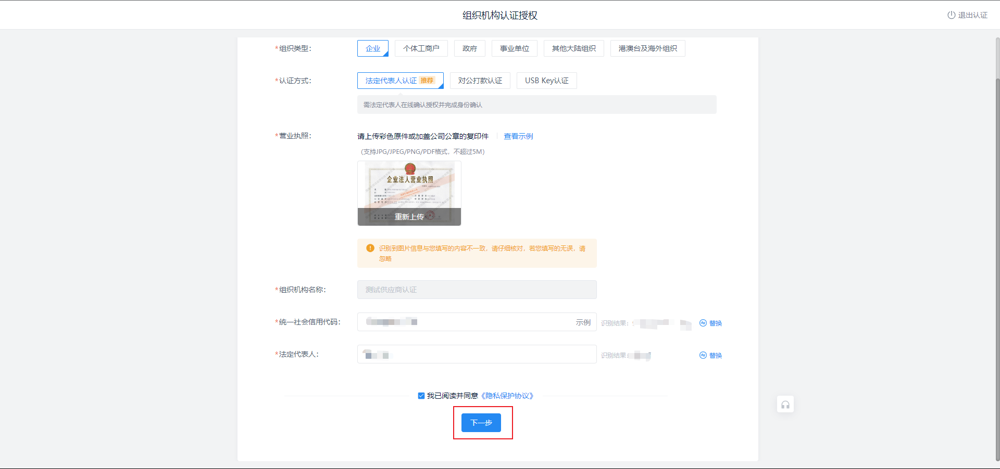 组织机构认证授权
退出认证
*组织类型：
企业
个体工商户
政府
事业单位
其他大陆组织
港澳台及海外组织
*认证方式：
法定代表人认证 推荐
对公打款认证
USB Key认证
需法定代表人在线确认授权并完成身份确认
*营业执照：
请上传彩色原件或加盖公司公章的复印件
查看示例
（支持JPG/JPEG/PNG/PDF格式，不超过5M）
企业法人营业执照
重新上传
识别到图片信息与您填写的内容不一致，请仔细核对，若您填写的无误，请
忽略
*组织机构名称：
测试供应商认证
*统一社会信用代码：
示例
识别结果：
替换
*法定代表人：
识别结果：
替换
我已阅读并同意《隐私保护协议》
下一步